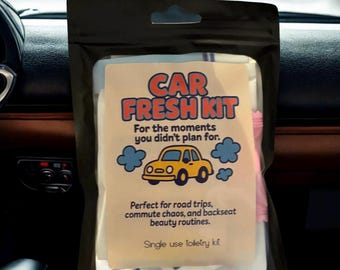 CAR
FRESH KIT
For the moments
you didn't plan for.
Perfect for road trips,
commute chaos, and backseat
beauty routines.
Single use toiletry kit